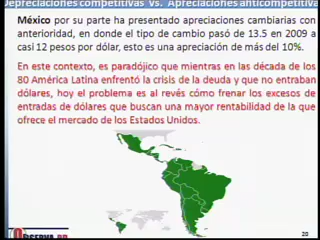 Depreciaciones competitivas vs. Apreciaciones anticompetitivas
México por su parte ha presentado apreciaciones cambiarias con
anterioridad, en donde el tipo de cambio pasó de 13.5 en 2009 a
casi 12 pesos por dólar, esto es una apreciación de más del 10%.
En este contexto, es paradójico que mientras en las década de los
80 América Latina enfrentó la crisis de la deuda y que no entraban
dólares, hoy el problema es al revés cómo frenar los excesos de
entradas de dólares que buscan una mayor rentabilidad de la que
ofrece el mercado de los Estados Unidos.
20